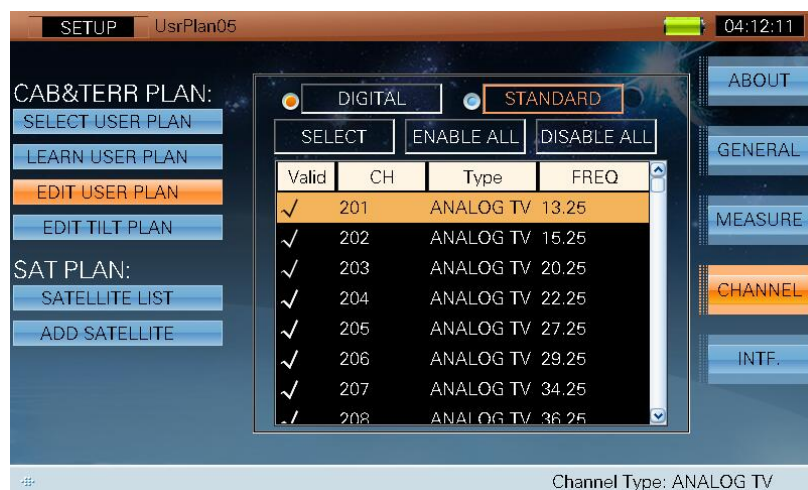 SETUP UsrPlan05 04:12:11
CAB&TERR PLAN:
SELECT USER PLAN
LEARN USER PLAN
EDIT USER PLAN
EDIT TILT PLAN
SAT PLAN:
SATELLITE LIST
ADD SATELLITE
DIGITAL STANDARD
SELECT ENABLE ALL DISABLE ALL
Valid CH Type FREQ
✓ 201 ANALOG TV 13.25
✓ 202 ANALOG TV 15.25
✓ 203 ANALOG TV 20.25
✓ 204 ANALOG TV 22.25
✓ 205 ANALOG TV 27.25
✓ 206 ANALOG TV 29.25
✓ 207 ANALOG TV 34.25
✓ 208 ANALOG TV 36.25
ABOUT
GENERAL
MEASURE
CHANNEL
INTF.
Channel Type: ANALOG TV